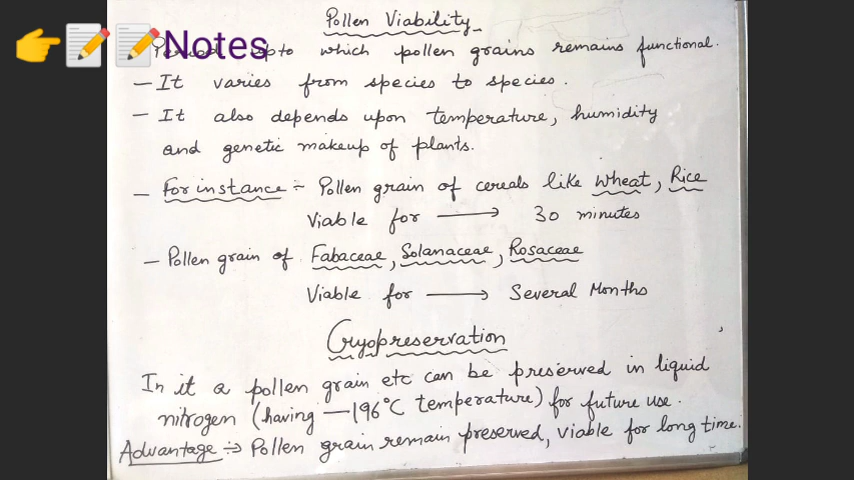 Pollen Viability
Notes
Period upto which pollen grains remains functional.
— It varies from species to species.
— It also depends upon temperature, humidity
and genetic makeup of plants.
— For instance :- Pollen grain of cereals like Wheat, Rice
Viable for → 30 minutes
— Pollen grain of Fabaceae, Solanaceae, Rosaceae
Viable for → Several Months
Cryopreservation
In it a pollen grain etc can be preserved in liquid
nitrogen (having —196°C temperature) for future use.
Advantage :→ Pollen grain remain preserved, viable for long time.